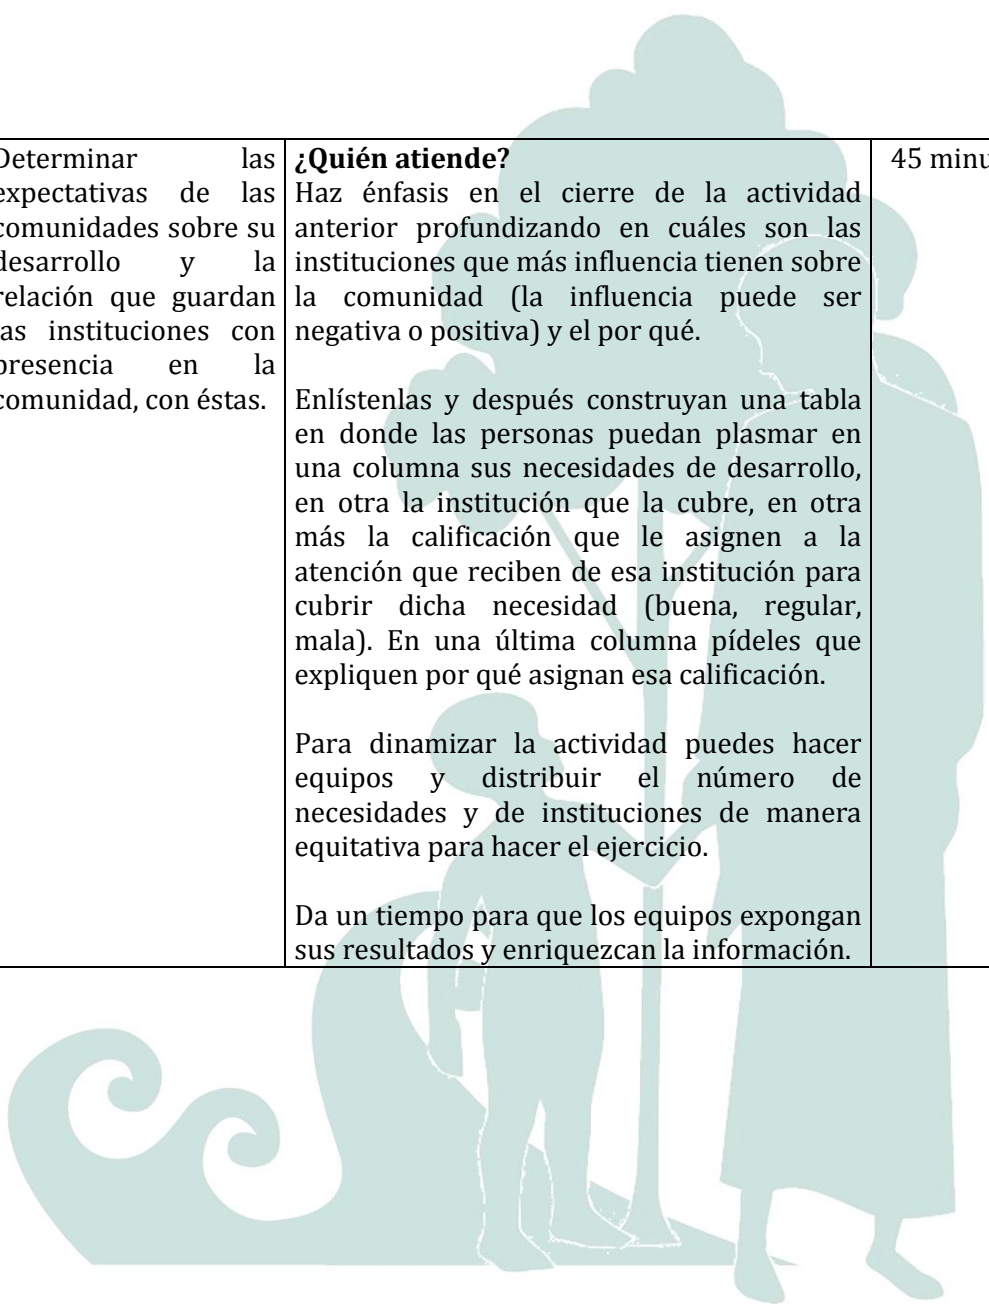 Determinar las
expectativas de las
comunidades sobre su
desarrollo y la
relación que guardan
las instituciones con
presencia en la
comunidad, con éstas.
¿Quién atiende?
Haz énfasis en el cierre de la actividad
anterior profundizando en cuáles son las
instituciones que más influencia tienen sobre
la comunidad (la influencia puede ser
negativa o positiva) y el por qué.
Enlístenlas y después construyan una tabla
en donde las personas puedan plasmar en
una columna sus necesidades de desarrollo,
en otra la institución que la cubre, en otra
más la calificación que le asignen a la
atención que reciben de esa institución para
cubrir dicha necesidad (buena, regular,
mala). En una última columna pídeles que
expliquen por qué asignan esa calificación.
Para dinamizar la actividad puedes hacer
equipos y distribuir el número de
necesidades y de instituciones de manera
equitativa para hacer el ejercicio.
Da un tiempo para que los equipos expongan
sus resultados y enriquezcan la información.
45 minu